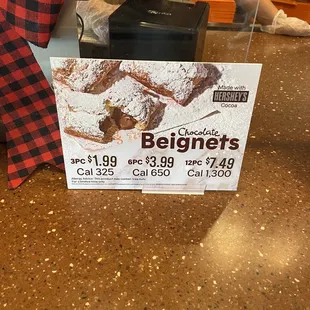 Made with
HERSHEY'S
Cocoa
Chocolate
Beignets
3PC $1.99 6PC $3.99 12PC $7.49
Cal 325 Cal 650 Cal 1,300